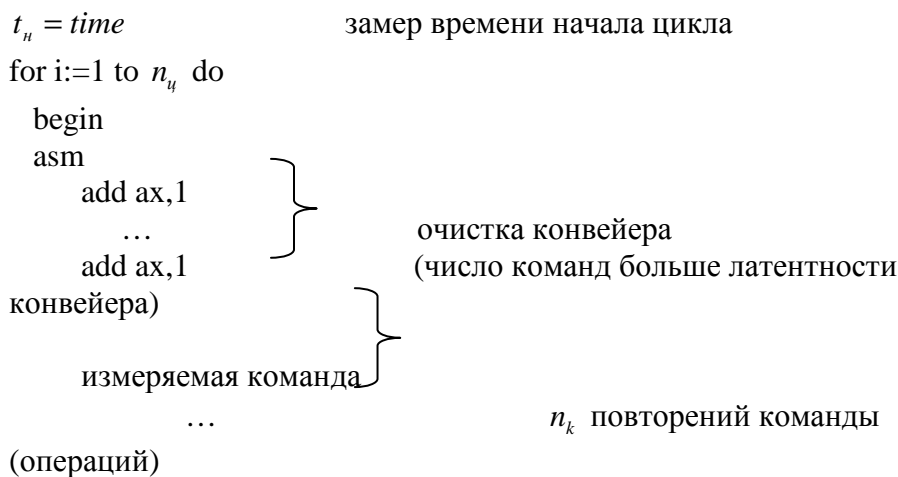 tн = time замер времени начала цикла
for i:=1 to nц do
begin
asm
add ax,1
… очистка конвейера
add ax,1 (число команд больше латентности
конвейера)
измеряемая команда
… nk повторений команды
(операций)